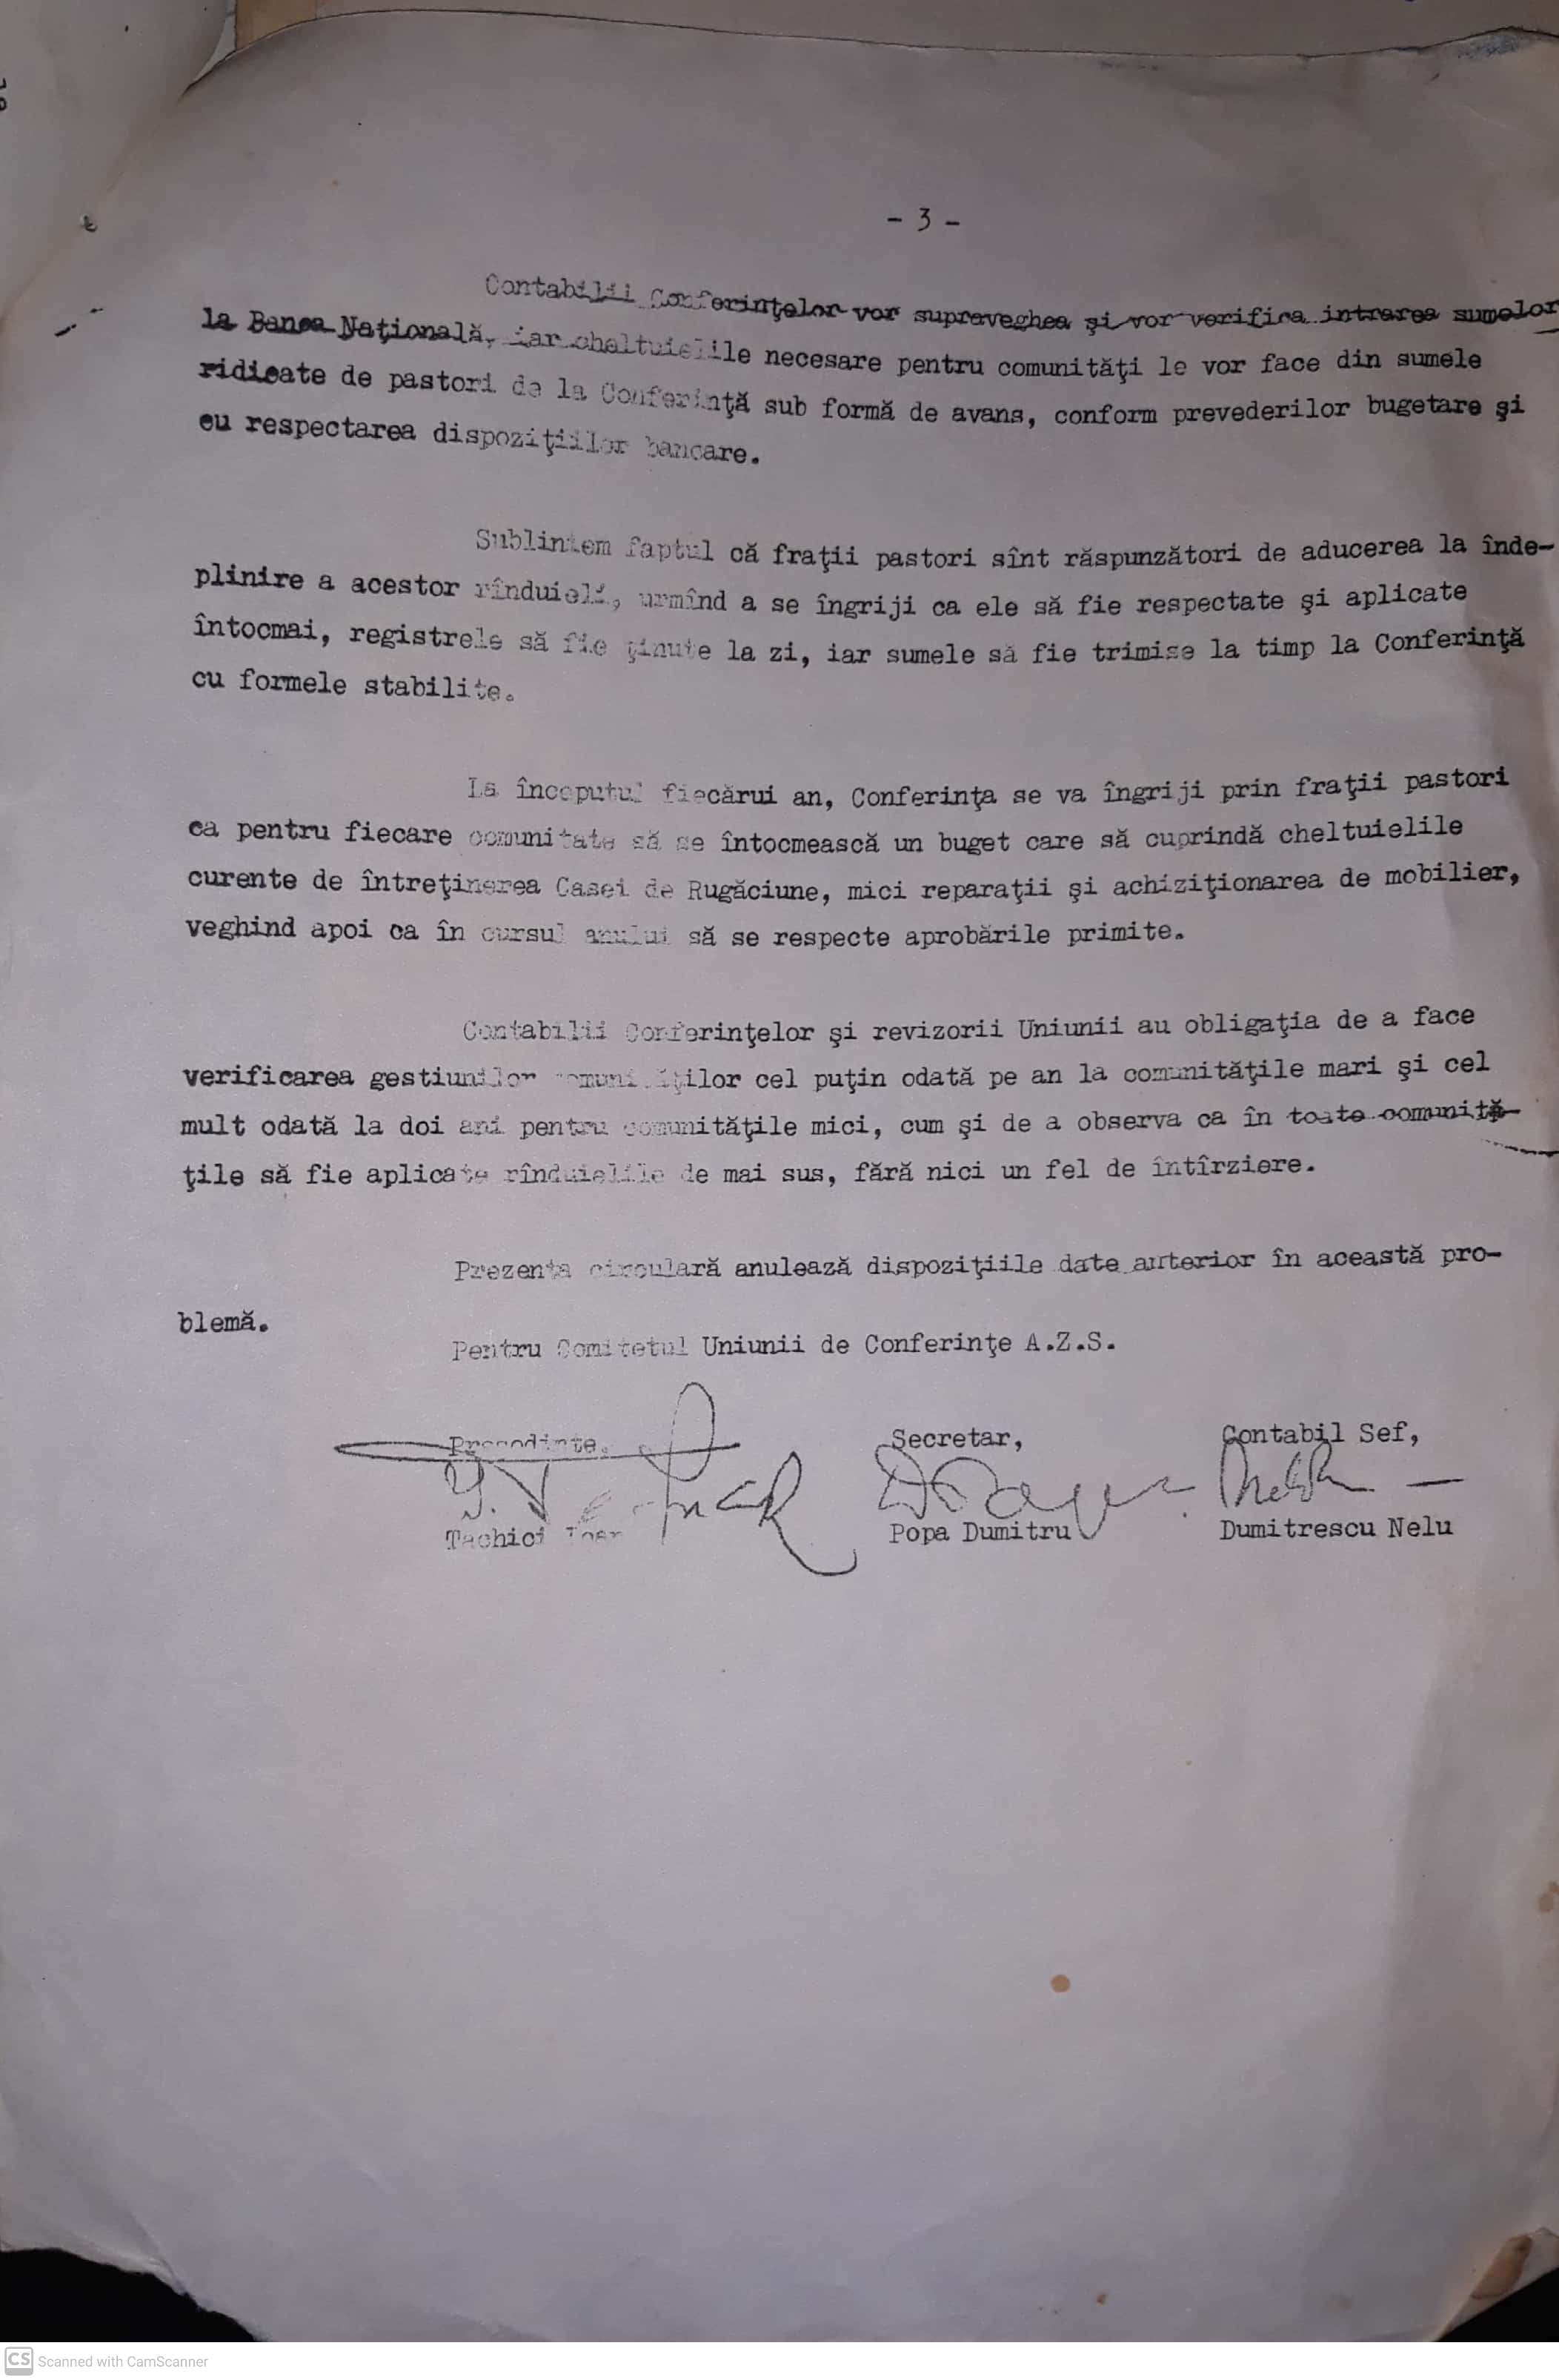 - 3 -
Contabilii Conferinţelor vor supraveghea şi vor verifica intrarea sumelor
la Banca Naţională, iar cheltuielile necesare pentru comunităţi le vor face din sumele
ridicate de pastori de la Conferinţă sub formă de avans, conform prevederilor bugetare şi
cu respectarea dispoziţiilor bancare.
Subliniem faptul că fraţii pastori sînt răspunzători de aducerea la înde-
plinire a acestor rînduieli, urmînd a se îngriji ca ele să fie respectate şi aplicate
întocmai, registrele să fie ţinute la zi, iar sumele să fie trimise la timp la Conferinţă
cu formele stabilite.
La începutul fiecărui an, Conferinţa se va îngriji prin fraţii pastori
ca pentru fiecare comunitate să se întocmească un buget care să cuprindă cheltuielile
curente de întreţinerea Casei de Rugăciune, mici reparaţii şi achiziţionarea de mobilier,
veghind apoi ca în cursul anului să se respecte aprobările primite.
Contabilii Conferinţelor şi revizorii Uniunii au obligaţia de a face
verificarea gestiunilor comunităţilor cel puţin odată pe an la comunităţile mari şi cel
mult odată la doi ani pentru comunităţile mici, cum şi de a observa ca în toate comunită-
ţile să fie aplicate rînduielile de mai sus, fără nici un fel de întîrziere.
Prezenta circulară anulează dispoziţiile date anterior în această pro-
blemă.
Pentru Comitetul Uniunii de Conferinţe A.Z.S.
Preşedinte, Secretar, Contabil Sef,
Tachici Ioan Popa Dumitru Dumitrescu Nelu
CS Scanned with CamScanner